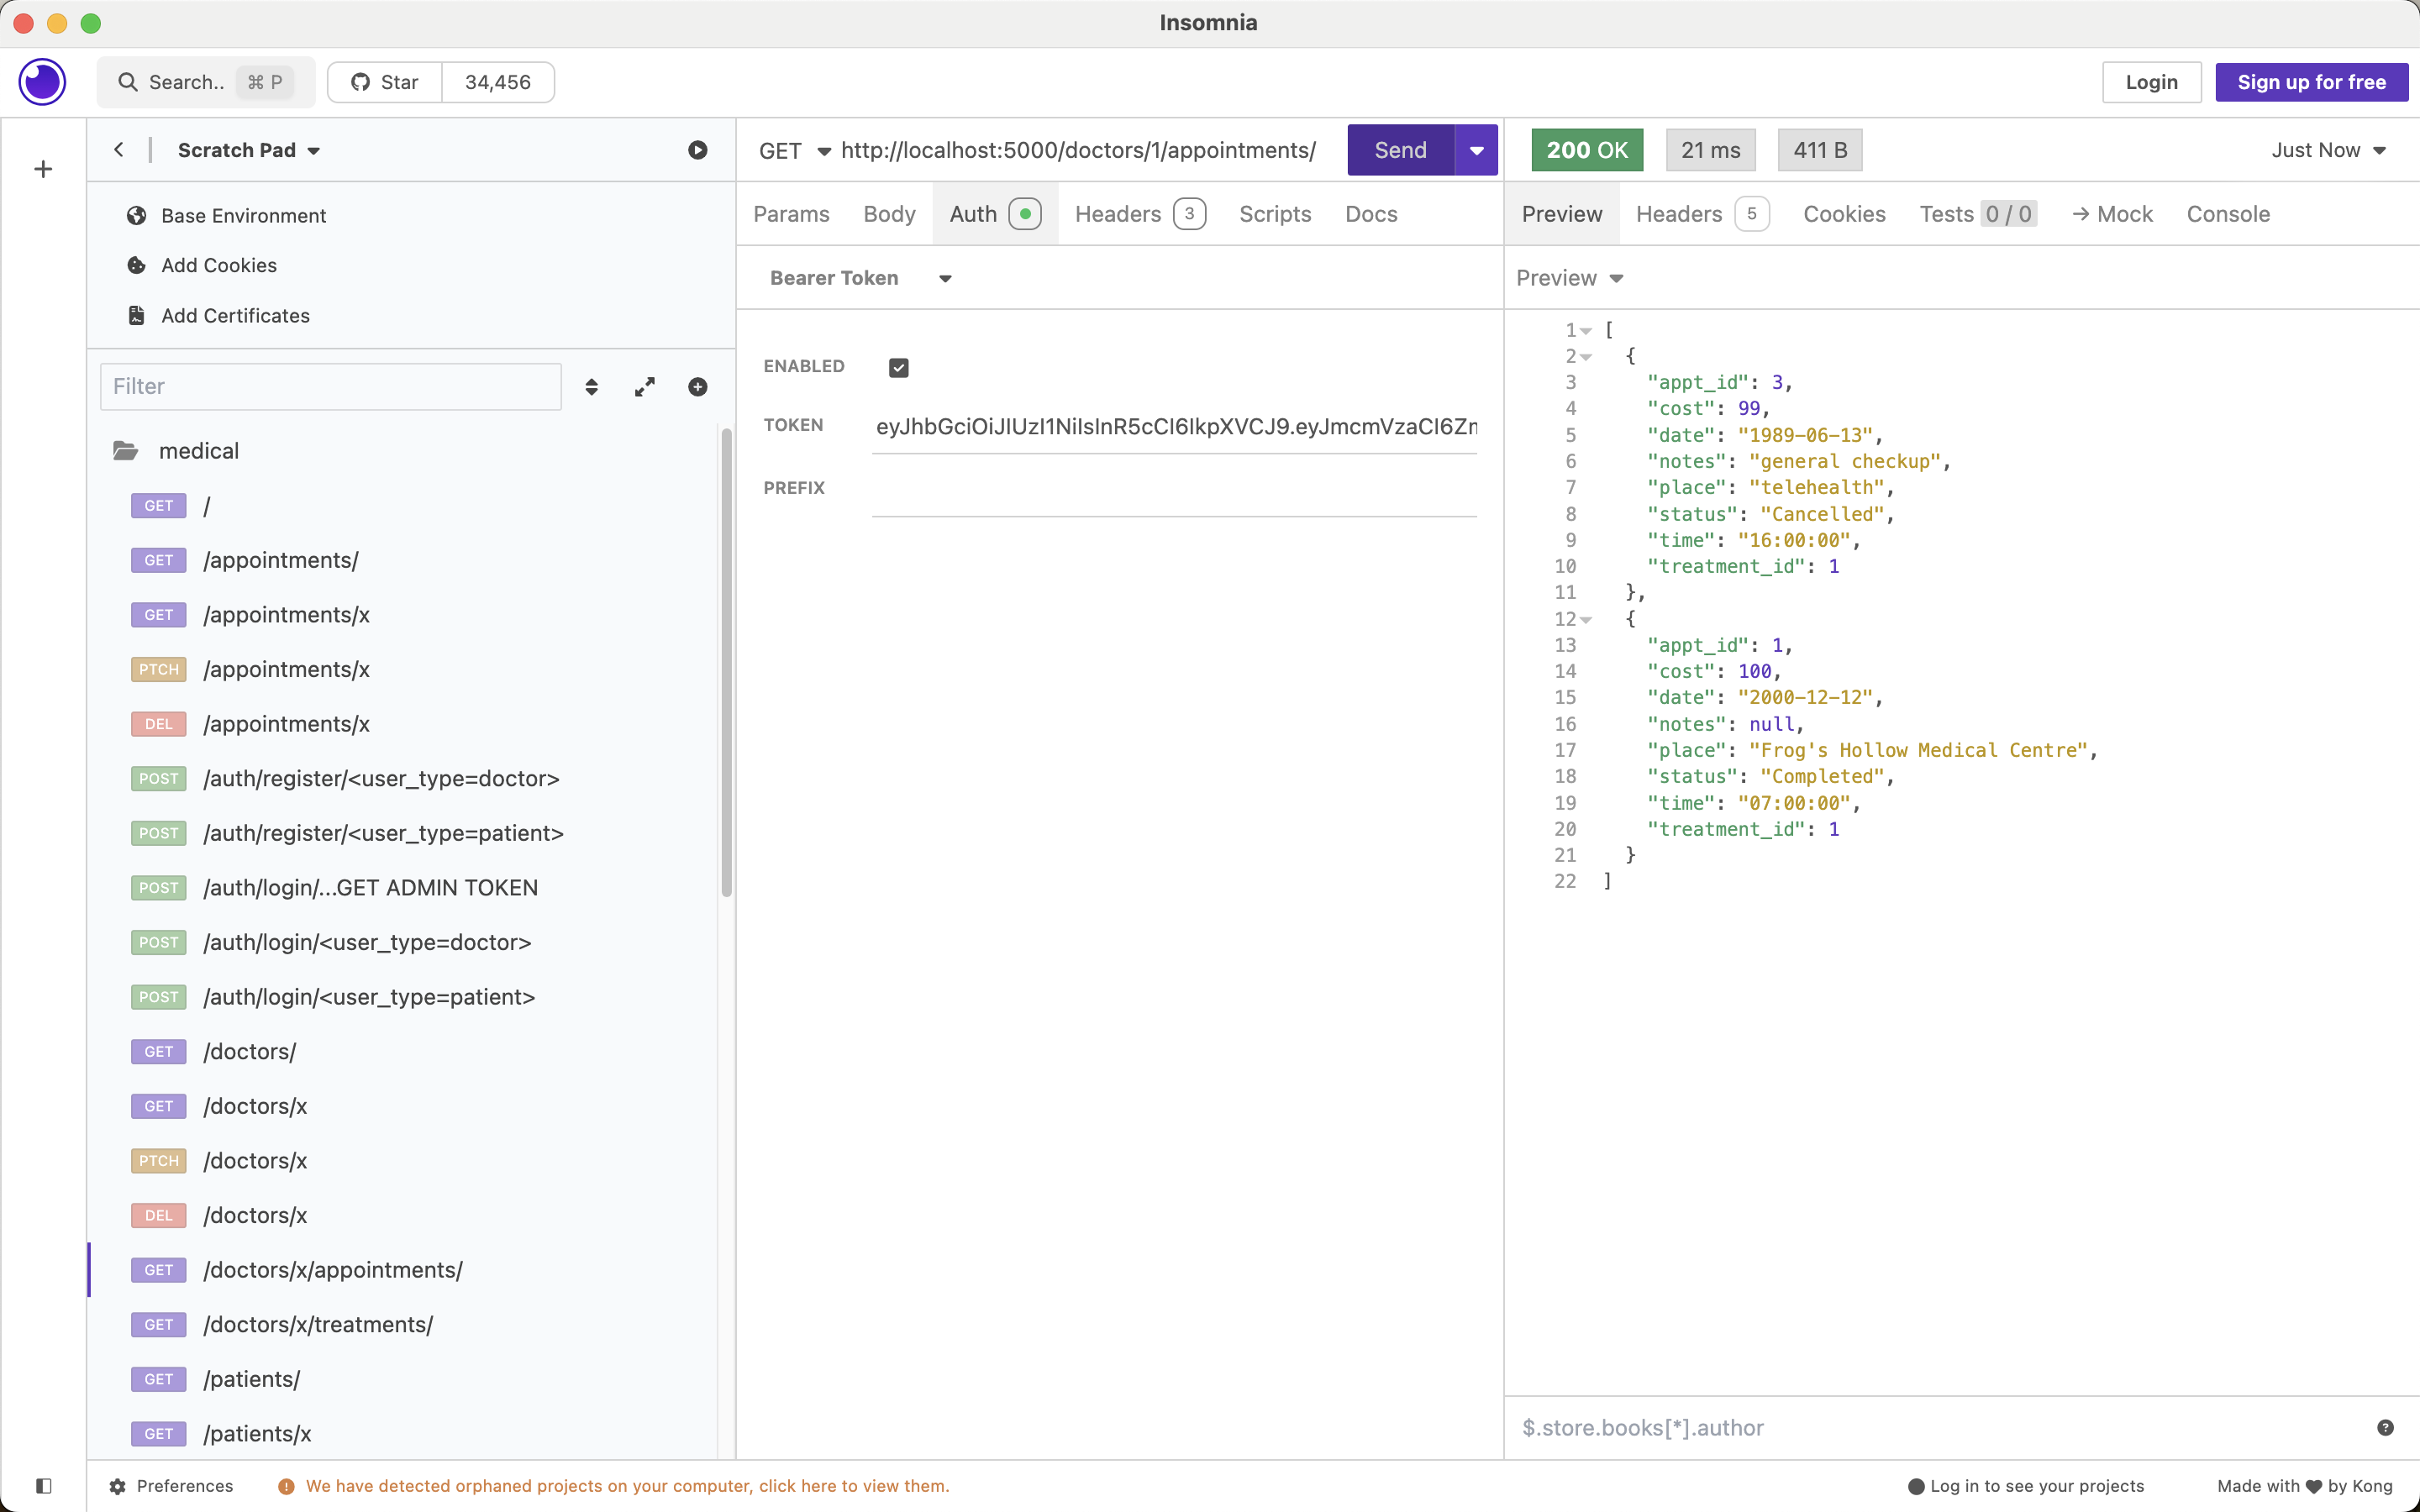 Insomnia
Search.. ⌘ P
Star 34,456
Login
Sign up for free
Scratch Pad
Base Environment
Add Cookies
Add Certificates
Filter
medical
GET /
GET /appointments/
GET /appointments/x
PTCH /appointments/x
DEL /appointments/x
POST /auth/register/<user_type=doctor>
POST /auth/register/<user_type=patient>
POST /auth/login/...GET ADMIN TOKEN
POST /auth/login/<user_type=doctor>
POST /auth/login/<user_type=patient>
GET /doctors/
GET /doctors/x
PTCH /doctors/x
DEL /doctors/x
GET /doctors/x/appointments/
GET /doctors/x/treatments/
GET /patients/
GET /patients/x
GET http://localhost:5000/doctors/1/appointments/ Send
Params Body Auth Headers 3 Scripts Docs
Bearer Token
ENABLED
TOKEN eyJhbGciOiJIUzI1NiIsInR5cCI6IkpXVCJ9.eyJmcmVzaCI6Zm
PREFIX
200 OK 21 ms 411 B Just Now
Preview Headers 5 Cookies Tests 0 / 0 → Mock Console
Preview
1 [
2 {
3 "appt_id": 3,
4 "cost": 99,
5 "date": "1989-06-13",
6 "notes": "general checkup",
7 "place": "telehealth",
8 "status": "Cancelled",
9 "time": "16:00:00",
10 "treatment_id": 1
11 },
12 {
13 "appt_id": 1,
14 "cost": 100,
15 "date": "2000-12-12",
16 "notes": null,
17 "place": "Frog's Hollow Medical Centre",
18 "status": "Completed",
19 "time": "07:00:00",
20 "treatment_id": 1
21 }
22 ]
$.store.books[*].author
Preferences
We have detected orphaned projects on your computer, click here to view them.
Log in to see your projects
Made with ♥ by Kong